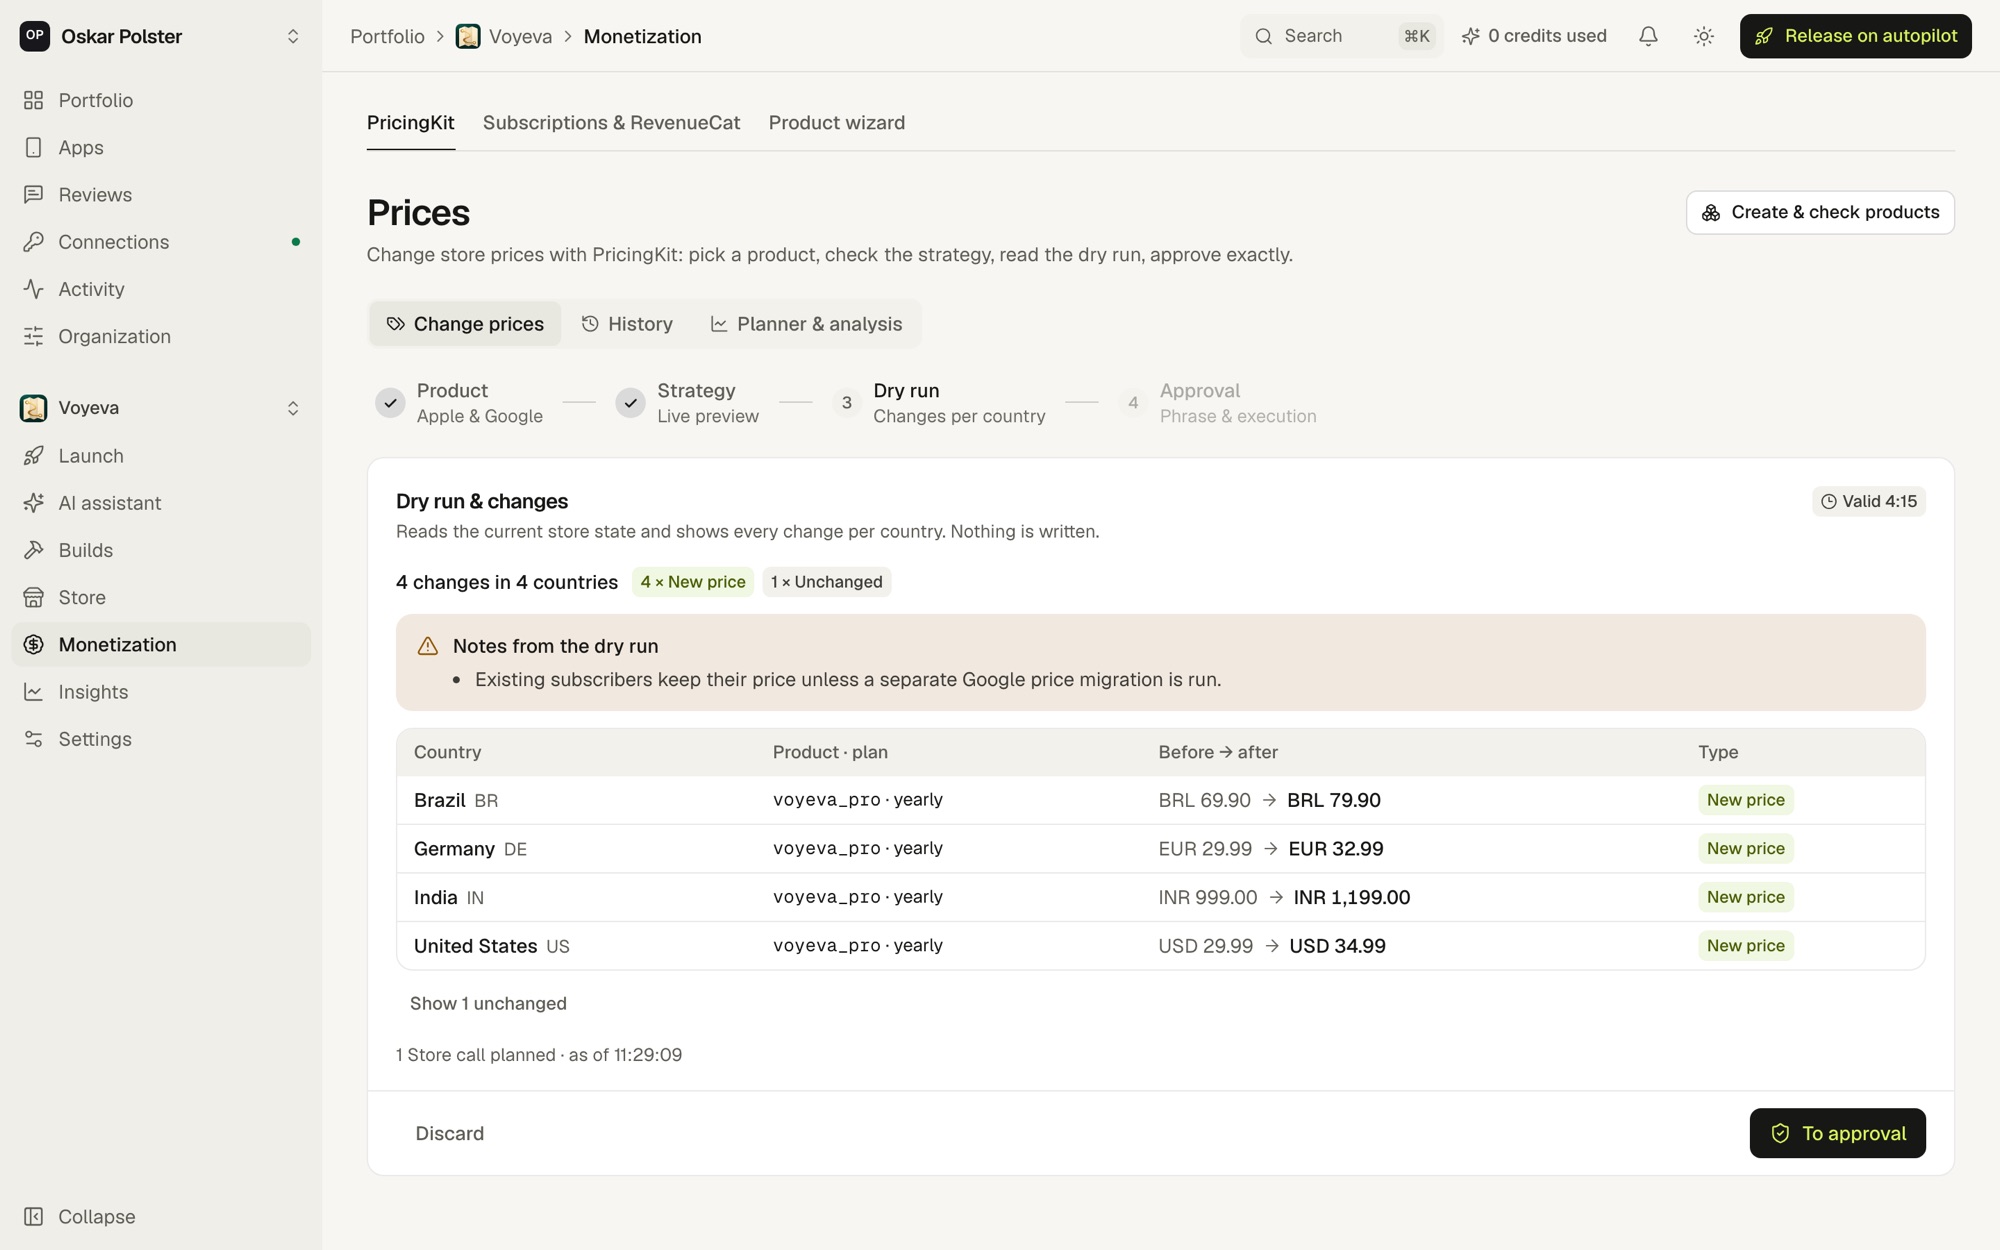 OP Oskar Polster
Portfolio
Apps
Reviews
Connections
Activity
Organization
Voyeva
Launch
AI assistant
Builds
Store
Monetization
Insights
Settings
Collapse
Portfolio > Voyeva > Monetization
Search ⌘K
0 credits used
Release on autopilot
PricingKit Subscriptions & RevenueCat Product wizard
Prices
Create & check products
Change store prices with PricingKit: pick a product, check the strategy, read the dry run, approve exactly.
Change prices History Planner & analysis
Product
Apple & Google
Strategy
Live preview
3 Dry run
Changes per country
4 Approval
Phrase & execution
Dry run & changes
Valid 4:15
Reads the current store state and shows every change per country. Nothing is written.
4 changes in 4 countries 4 × New price 1 × Unchanged
Notes from the dry run
• Existing subscribers keep their price unless a separate Google price migration is run.
Country Product · plan Before → after Type
Brazil BR voyeva_pro · yearly BRL 69.90 → BRL 79.90 New price
Germany DE voyeva_pro · yearly EUR 29.99 → EUR 32.99 New price
India IN voyeva_pro · yearly INR 999.00 → INR 1,199.00 New price
United States US voyeva_pro · yearly USD 29.99 → USD 34.99 New price
Show 1 unchanged
1 Store call planned · as of 11:29:09
Discard
To approval